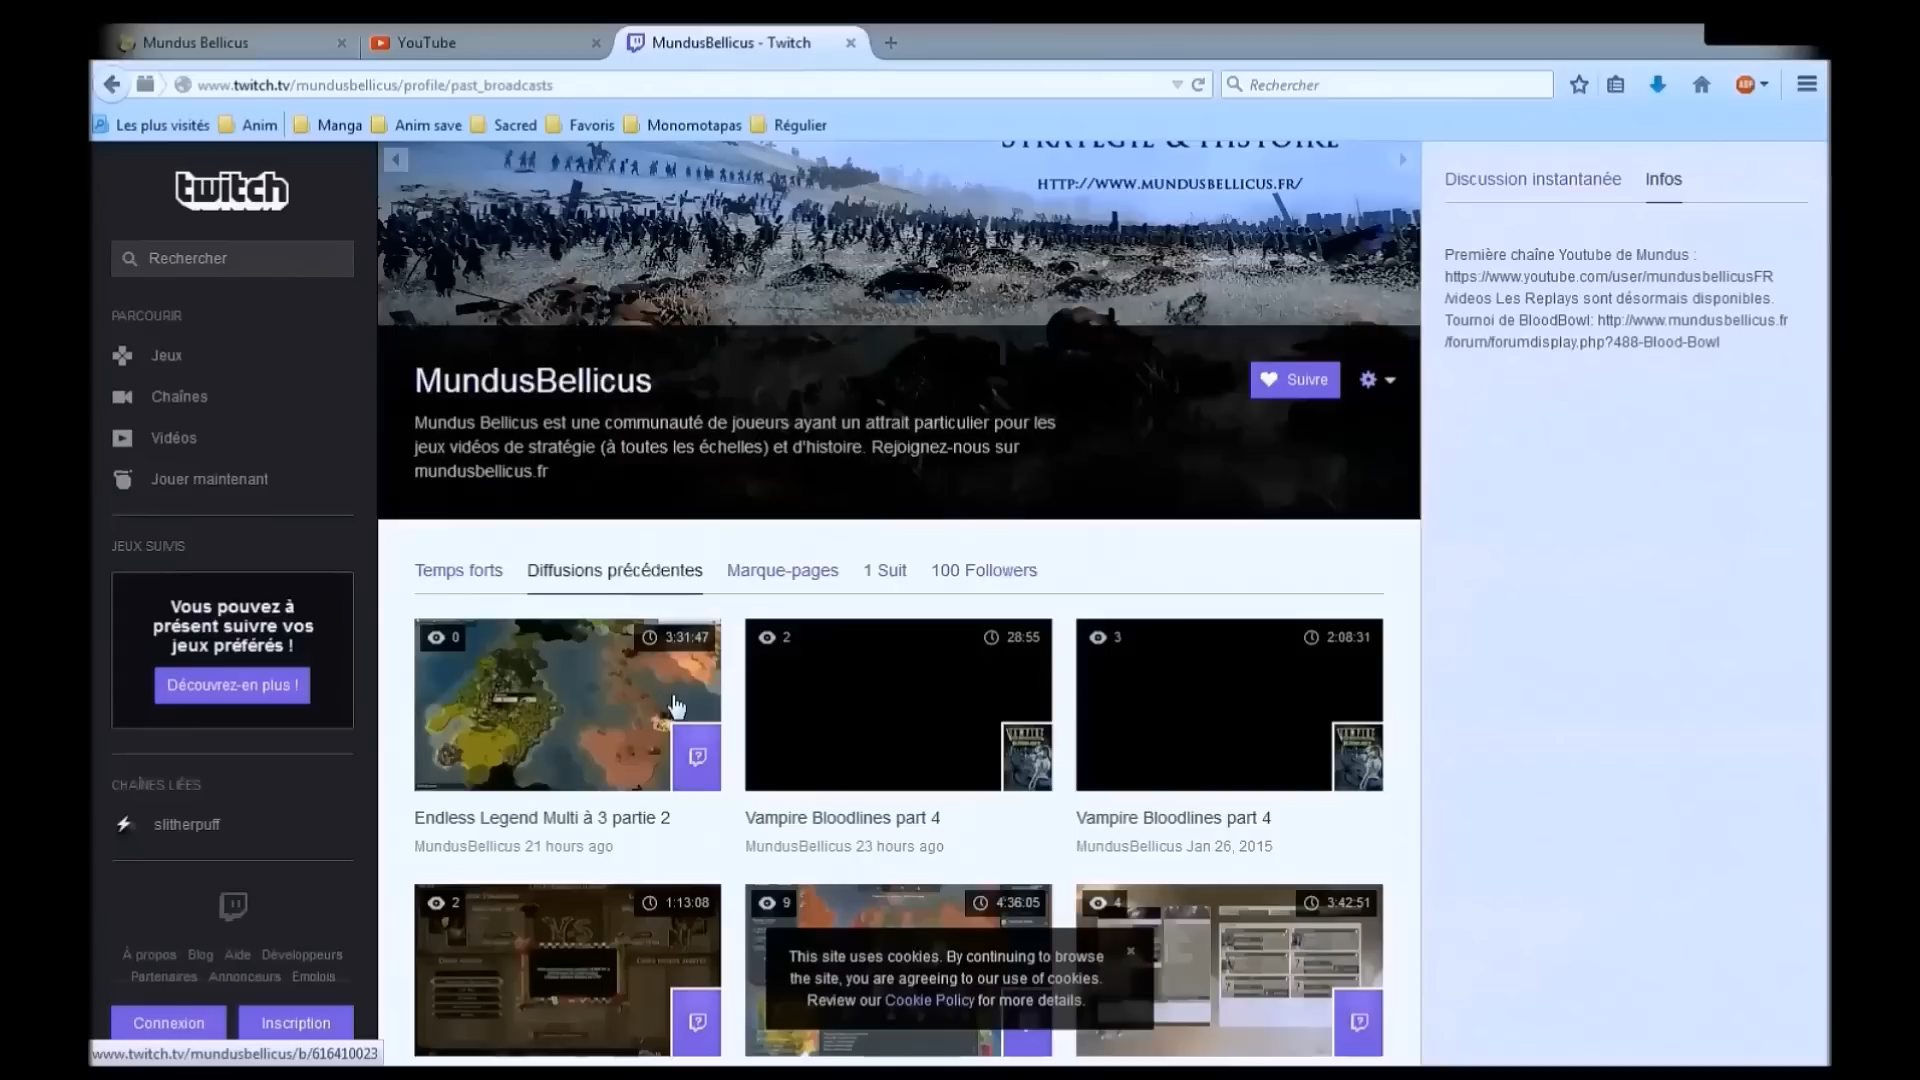 Mundus Bellicus
YouTube
MundusBellicus - Twitch
www.twitch.tv/mundusbellicus/profile/past_broadcasts
Rechercher
ABP
Les plus visités
Anim
Manga
Anim save
Sacred
Favoris
Monomotapas
Régulier
twitch
Rechercher
PARCOURIR
Jeux
Chaînes
Vidéos
Jouer maintenant
JEUX SUIVIS
Vous pouvez à
présent suivre vos
jeux préférés !
Découvrez-en plus !
CHAÎNES LIÉES
slitherpuff
À propos Blog Aide Développeurs
Partenaires Annonceurs Emplois
Connexion
Inscription
www.twitch.tv/mundusbellicus/b/616410023
STRATEGIE & HISTOIRE
HTTP://WWW.MUNDUSBELLICUS.FR/
MundusBellicus
Suivre
Mundus Bellicus est une communauté de joueurs ayant un attrait particulier pour les
jeux vidéos de stratégie (à toutes les échelles) et d'histoire. Rejoignez-nous sur
mundusbellicus.fr
Temps forts
Diffusions précédentes
Marque-pages
1 Suit
100 Followers
0
3:31:47
Endless Legend Multi à 3 partie 2
MundusBellicus 21 hours ago
2
28:55
VAMPIRE
Vampire Bloodlines part 4
MundusBellicus 23 hours ago
3
2:08:31
VAMPIRE
Vampire Bloodlines part 4
MundusBellicus Jan 26, 2015
2
1:13:08
VS
9
4:36:05
4
3:42:51
This site uses cookies. By continuing to browse
the site, you are agreeing to our use of cookies.
Review our Cookie Policy for more details.
Discussion instantanée
Infos
Première chaîne Youtube de Mundus :
https://www.youtube.com/user/mundusbellicusFR
/videos Les Replays sont désormais disponibles.
Tournoi de BloodBowl: http://www.mundusbellicus.fr
/forum/forumdisplay.php?488-Blood-Bowl